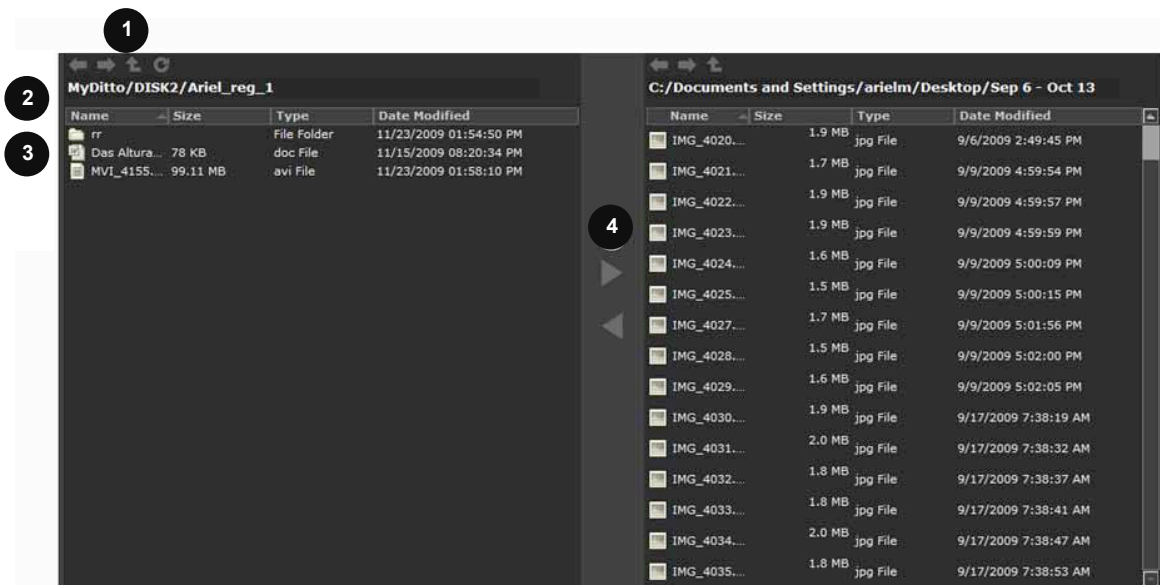 1
MyDitto/DISK2/Ariel_reg_1
2
Name Size Type Date Modified
rr File Folder 11/23/2009 01:54:50 PM
3
Das Altura... 78 KB doc File 11/15/2009 08:20:34 PM
MVI_4155.... 99.11 MB avi File 11/23/2009 01:58:10 PM
4
C:/Documents and Settings/arielm/Desktop/Sep 6 - Oct 13
Name Size Type Date Modified
IMG_4020.... 1.9 MB jpg File 9/6/2009 2:49:45 PM
IMG_4021.... 1.7 MB jpg File 9/9/2009 4:59:54 PM
IMG_4022.... 1.9 MB jpg File 9/9/2009 4:59:57 PM
IMG_4023.... 1.9 MB jpg File 9/9/2009 4:59:59 PM
IMG_4024.... 1.6 MB jpg File 9/9/2009 5:00:09 PM
IMG_4025.... 1.5 MB jpg File 9/9/2009 5:00:15 PM
IMG_4027.... 1.7 MB jpg File 9/9/2009 5:01:56 PM
IMG_4028.... 1.5 MB jpg File 9/9/2009 5:02:00 PM
IMG_4029.... 1.6 MB jpg File 9/9/2009 5:02:05 PM
IMG_4030.... 1.9 MB jpg File 9/17/2009 7:38:19 AM
IMG_4031.... 2.0 MB jpg File 9/17/2009 7:38:32 AM
IMG_4032.... 1.8 MB jpg File 9/17/2009 7:38:37 AM
IMG_4033.... 1.8 MB jpg File 9/17/2009 7:38:41 AM
IMG_4034.... 2.0 MB jpg File 9/17/2009 7:38:47 AM
IMG_4035.... 1.8 MB jpg File 9/17/2009 7:38:53 AM